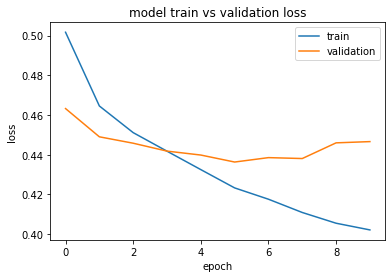 model train vs validation loss
train
validation
loss
0.50
0.48
0.46
0.44
0.42
0.40
0 2 4 6 8
epoch